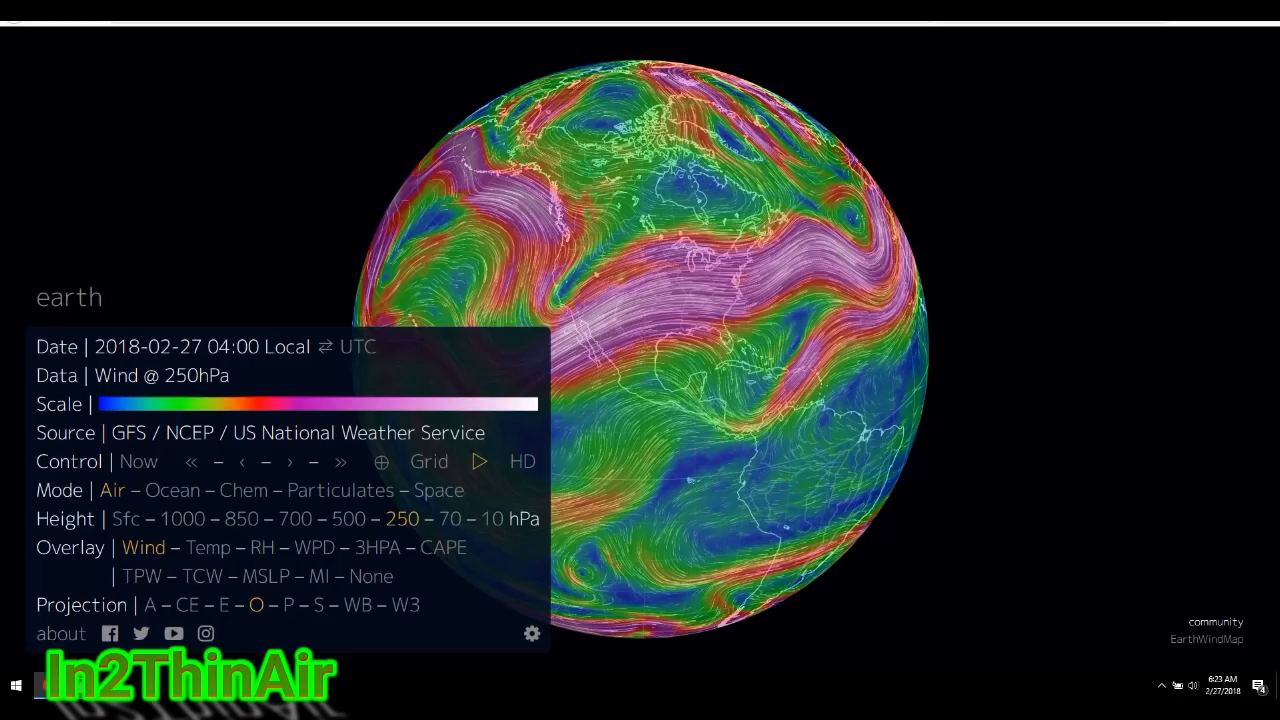 earth
Date | 2018-02-27 04:00 Local ⇄ UTC
Data | Wind @ 250hPa
Scale |
Source | GFS / NCEP / US National Weather Service
Control | Now « – ‹ – › – » ⊕ Grid ▷ HD
Mode | Air – Ocean – Chem – Particulates – Space
Height | Sfc – 1000 – 850 – 700 – 500 – 250 – 70 – 10 hPa
Overlay | Wind – Temp – RH – WPD – 3HPA – CAPE
| TPW – TCW – MSLP – MI – None
Projection | A – CE – E – O – P – S – WB – W3
about
community
EarthWindMap
In2ThinAir
6:23 AM
2/27/2018
4